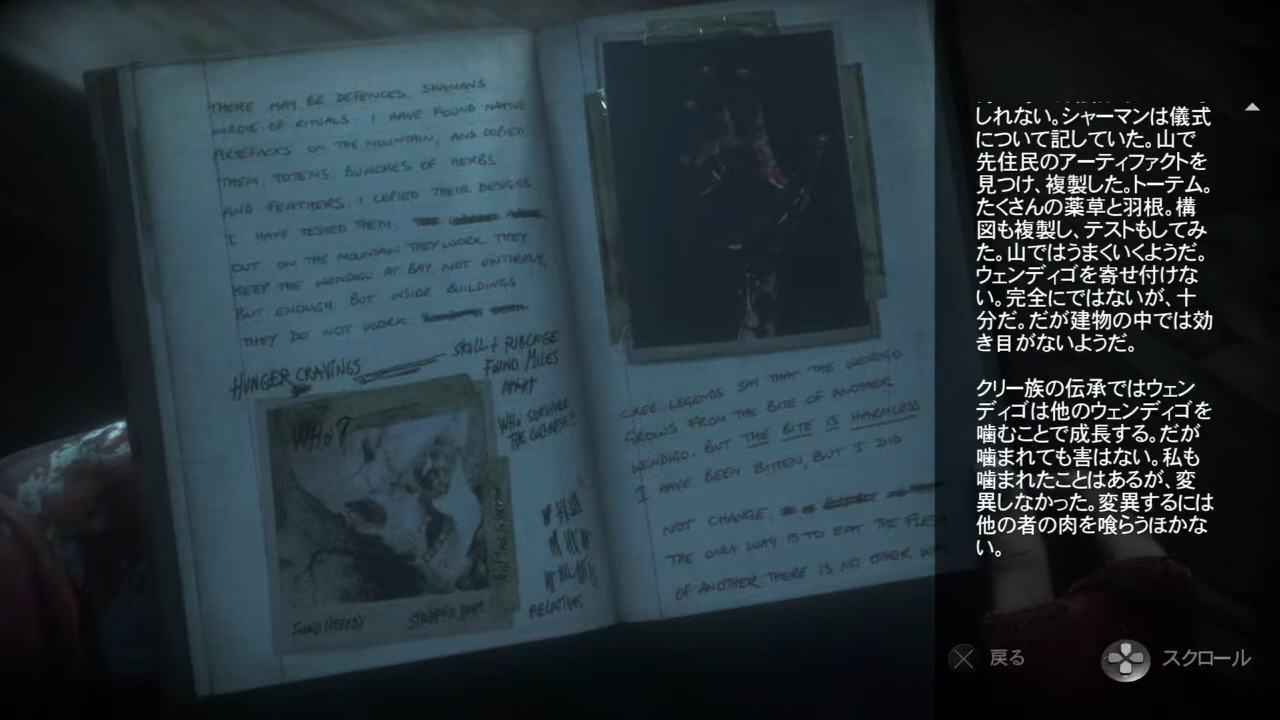 THERE MAY BE DEFENCES. SHAMANS
WROTE OF RITUALS. I HAVE FOUND NATIVE
ARTEFACKS ON THE MOUNTAIN, AND COPIED
THEM, TOTEMS, BUNCHES OF HERBS
AND FEATHERS. I COPIED THEIR DESIGNS.
I HAVE TESTED THEM.
OUT ON THE MOUNTAIN THEY WORK. THEY
KEEP THE WENDIGO AT BAY. NOT ENTIRELY,
BUT ENOUGH. BUT INSIDE BUILDINGS
THEY DO NOT WORK.
HUNGER CRAVINGS
SKULL + RIBCAGE
FOUND MILES
APART
WHO SURVIVED
THE COLLAPSE?
WHO?
FOUND NEARBY
STRIPPED BARE
RELATIVES
CREE LEGENDS SAY THAT THE WENDIGO
GROWS FROM THE BITE OF ANOTHER
WENDIGO. BUT THE BITE IS HARMLESS
I HAVE BEEN BITTEN, BUT I DID
NOT CHANGE.
THE ONLY WAY IS TO EAT THE FLESH
OF ANOTHER. THERE IS NO OTHER WAY
しれない。シャーマンは儀式
について記していた。山で
先住民のアーティファクトを
見つけ、複製した。トーテム。
たくさんの薬草と羽根。構
図も複製し、テストもしてみ
た。山ではうまくいくようだ。
ウェンディゴを寄せ付けな
い。完全にではないが、十
分だ。だが建物の中では効
き目がないようだ。
クリー族の伝承ではウェン
ディゴは他のウェンディゴを
噛むことで成長する。だが
噛まれても害はない。私も
噛まれたことはあるが、変
異しなかった。変異するには
他の者の肉を喰らうほかな
い。
戻る
スクロール